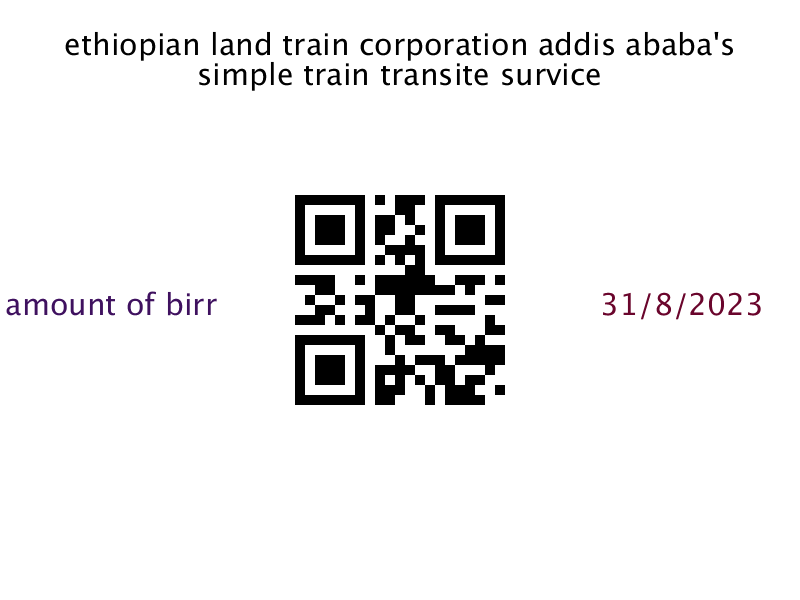 ethiopian land train corporation addis ababa's
simple train transite survice
amount of birr
31/8/2023